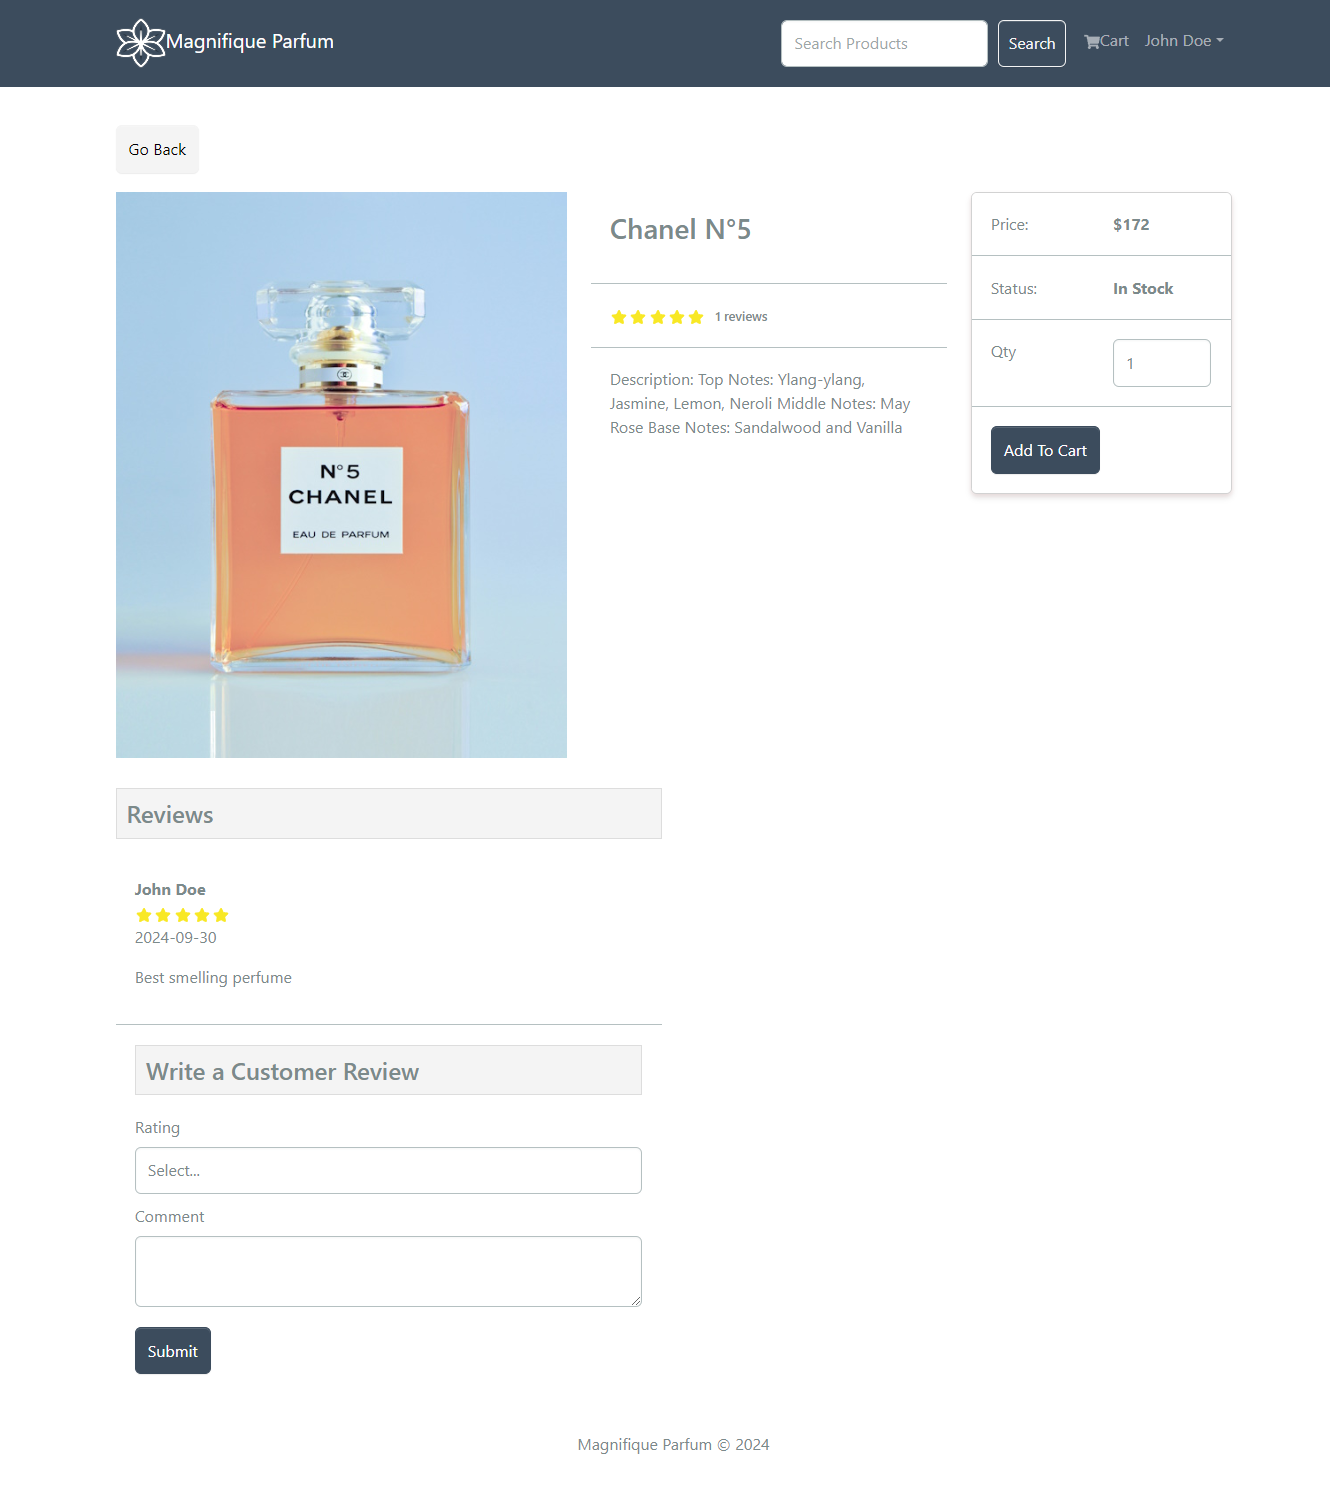 Magnifique Parfum
Search Products
Search
Cart
John Doe
Go Back
N°5
CHANEL
EAU DE PARFUM
Chanel N°5
1 reviews
Description: Top Notes: Ylang-ylang,
Jasmine, Lemon, Neroli Middle Notes: May
Rose Base Notes: Sandalwood and Vanilla
Price: $172
Status: In Stock
Qty 1
Add To Cart
Reviews
John Doe
2024-09-30
Best smelling perfume
Write a Customer Review
Rating
Select...
Comment
Submit
Magnifique Parfum © 2024